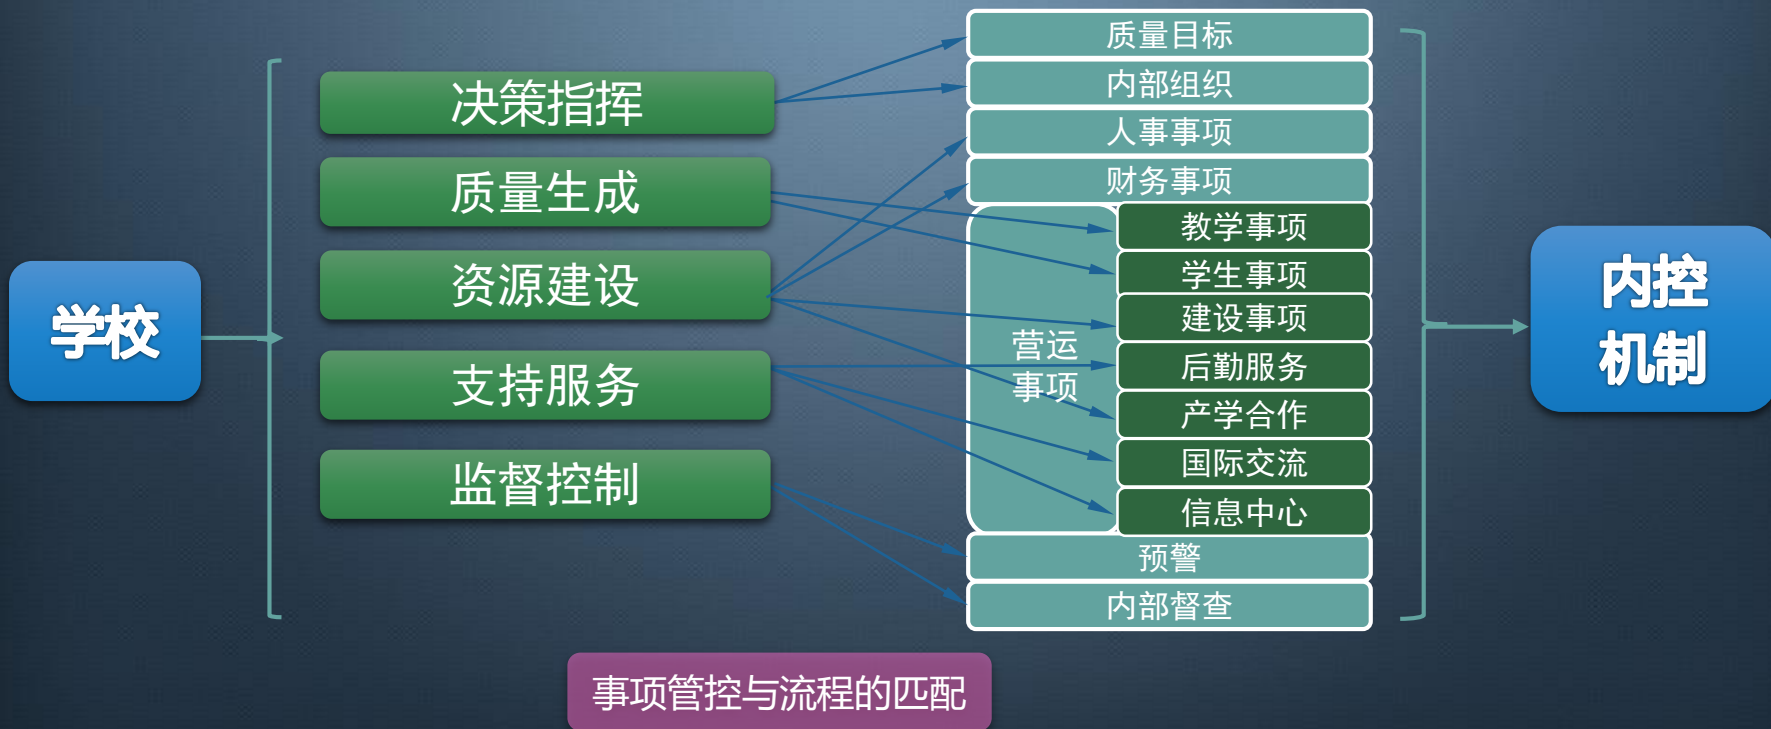 学校
决策指挥
质量生成
资源建设
支持服务
监督控制
质量目标
内部组织
人事事项
财务事项
营运
事项
教学事项
学生事项
建设事项
后勤服务
产学合作
国际交流
信息中心
预警
内部督查
内控
机制
事项管控与流程的匹配